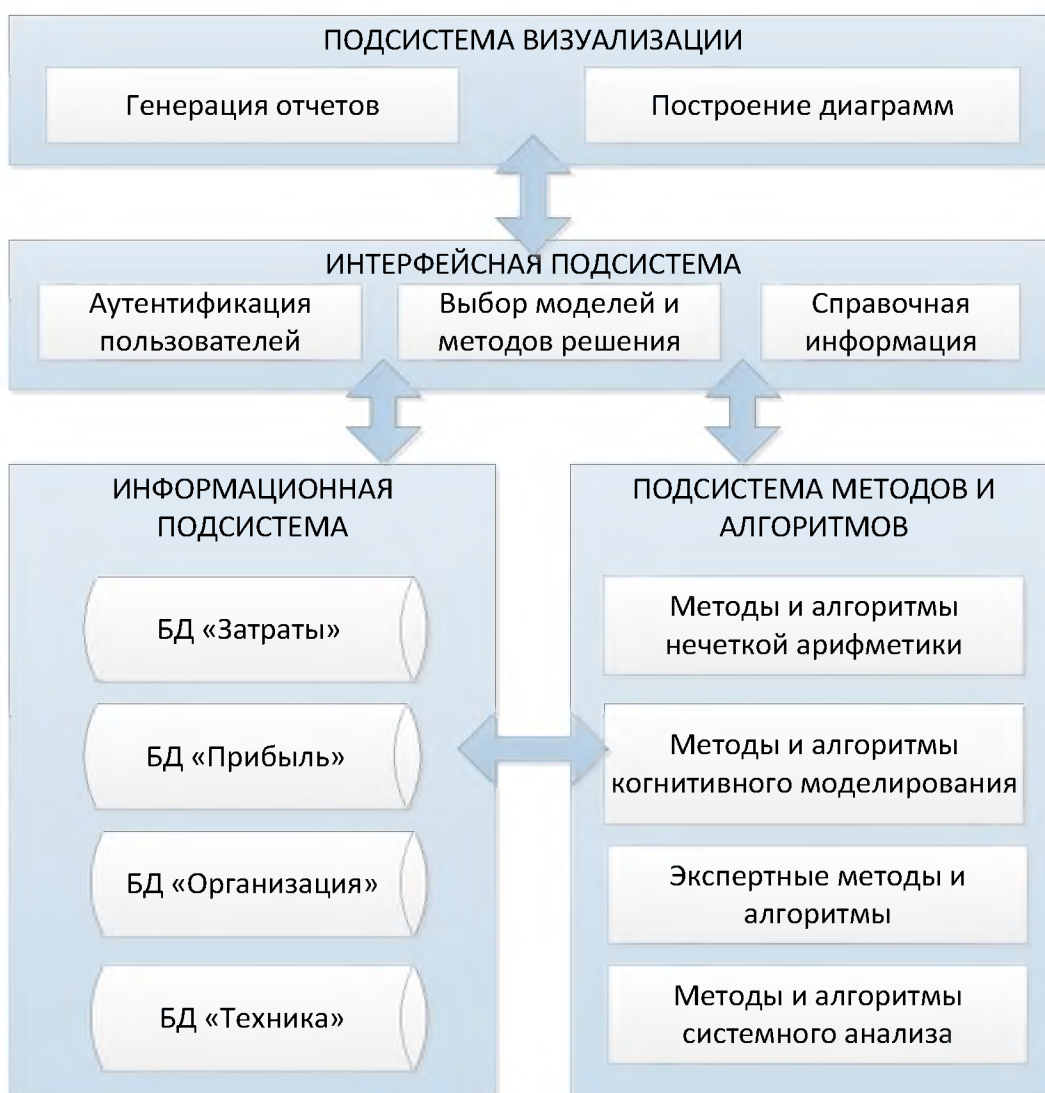 ПОДСИСТЕМА ВИЗУАЛИЗАЦИИ
Генерация отчетов
Построение диаграмм
ИНТЕРФЕЙСНАЯ ПОДСИСТЕМА
Аутентификация
пользователей
Выбор моделей и
методов решения
Справочная
информация
ИНФОРМАЦИОННАЯ
ПОДСИСТЕМА
БД «Затраты»
БД «Прибыль»
БД «Организация»
БД «Техника»
ПОДСИСТЕМА МЕТОДОВ И
АЛГОРИТМОВ
Методы и алгоритмы
нечеткой арифметики
Методы и алгоритмы
когнитивного моделирования
Экспертные методы и
алгоритмы
Методы и алгоритмы
системного анализа